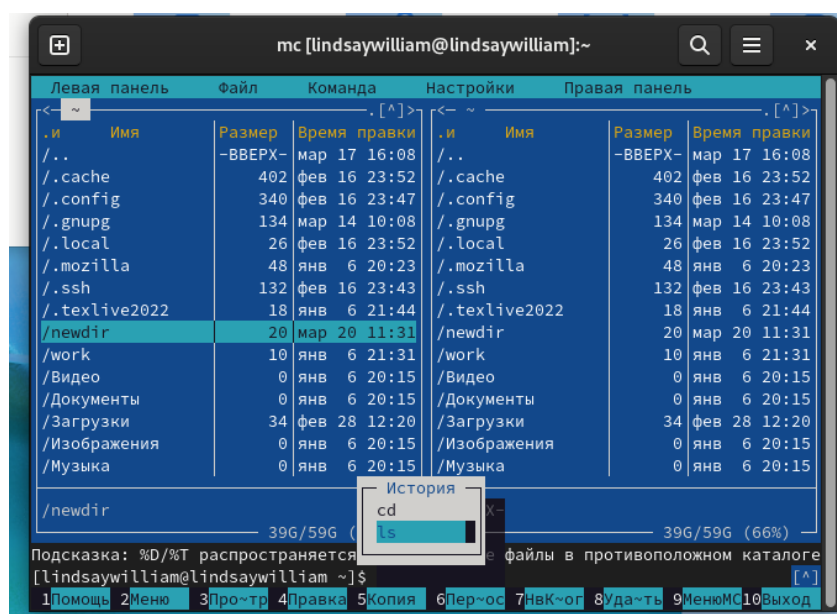 mc [lindsaywilliam@lindsaywilliam]:~
Левая панель Файл Команда Настройки Правая панель
<— ~ .[^]> <— ~ .[^]>
.и Имя Размер Время правки .и Имя Размер Время правки
/.. -ВВЕРХ- мар 17 16:08 /.. -ВВЕРХ- мар 17 16:08
/.cache 402 фев 16 23:52 /.cache 402 фев 16 23:52
/.config 340 фев 16 23:47 /.config 340 фев 16 23:47
/.gnupg 134 мар 14 10:08 /.gnupg 134 мар 14 10:08
/.local 26 фев 16 23:52 /.local 26 фев 16 23:52
/.mozilla 48 янв 6 20:23 /.mozilla 48 янв 6 20:23
/.ssh 132 фев 16 23:43 /.ssh 132 фев 16 23:43
/.texlive2022 18 янв 6 21:44 /.texlive2022 18 янв 6 21:44
/newdir 20 мар 20 11:31 /newdir 20 мар 20 11:31
/work 10 янв 6 21:31 /work 10 янв 6 21:31
/Видео 0 янв 6 20:15 /Видео 0 янв 6 20:15
/Документы 0 янв 6 20:15 /Документы 0 янв 6 20:15
/Загрузки 34 фев 28 12:20 /Загрузки 34 фев 28 12:20
/Изображения 0 янв 6 20:15 /Изображения 0 янв 6 20:15
/Музыка 0 янв 6 20:15 /Музыка 0 янв 6 20:15
История
/newdir cd Х-
39G/59G ( ls 39G/59G (66%)
Подсказка: %D/%T распространяется файлы в противоположном каталоге
[lindsaywilliam@lindsaywilliam ~]$ [^]
1Помощь 2Меню 3Про~тр 4Правка 5Копия 6Пер~ос 7НвК~ог 8Уда~ть 9МенюМС 10Выход